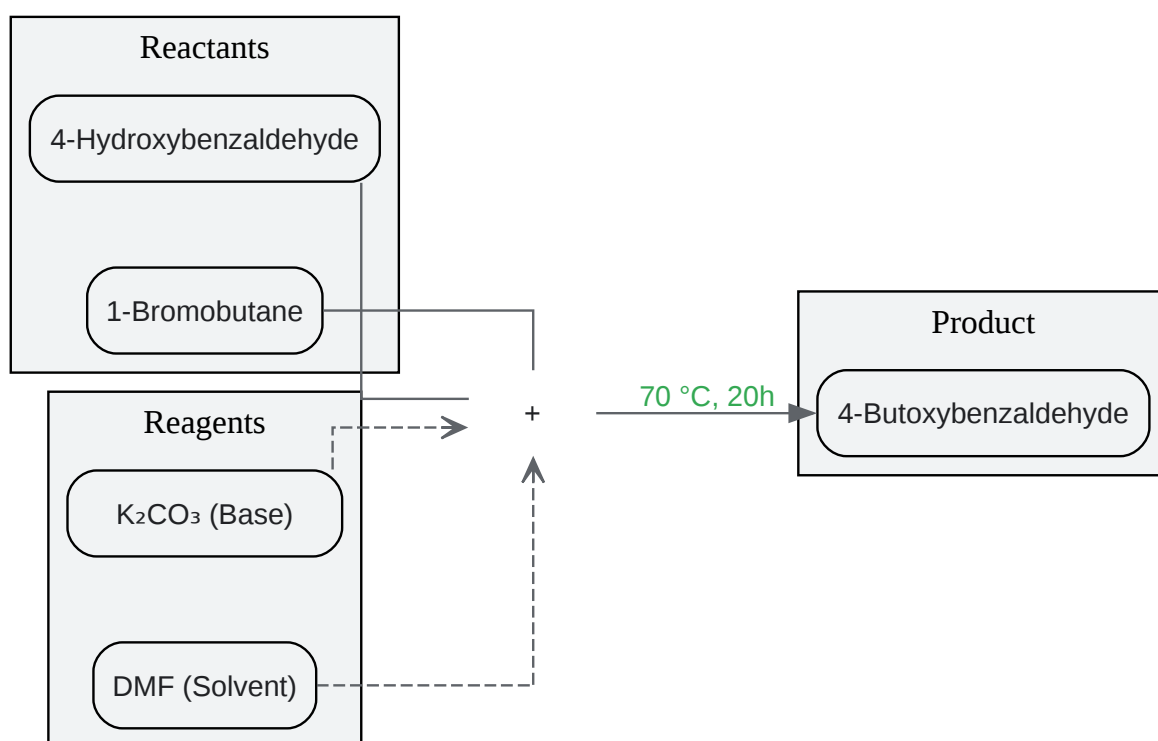 Reactants
4-Hydroxybenzaldehyde
1-Bromobutane
Reagents
K₂CO₃ (Base)
DMF (Solvent)
+
70 °C, 20h
Product
4-Butoxybenzaldehyde